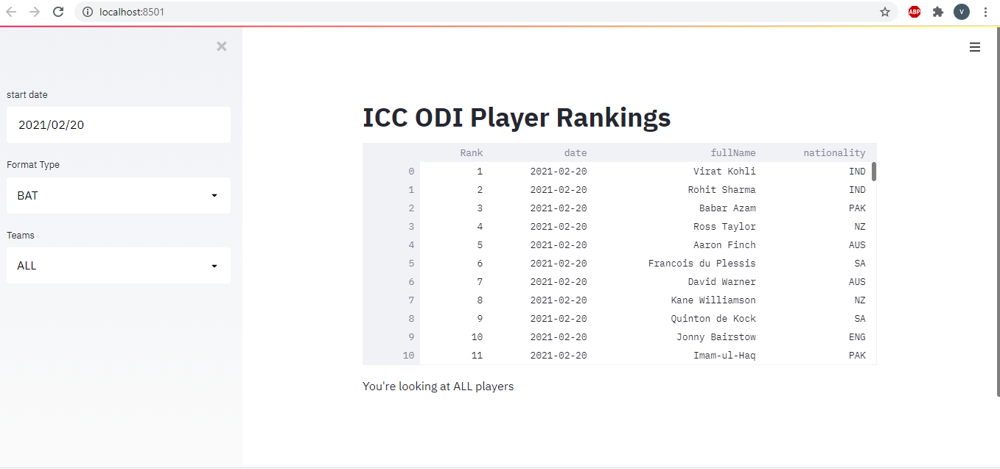 localhost:8501
ABP
V
start date
2021/02/20
Format Type
BAT
Teams
ALL
ICC ODI Player Rankings
Rank date fullName nationality
0 1 2021-02-20 Virat Kohli IND
1 2 2021-02-20 Rohit Sharma IND
2 3 2021-02-20 Babar Azam PAK
3 4 2021-02-20 Ross Taylor NZ
4 5 2021-02-20 Aaron Finch AUS
5 6 2021-02-20 Francois du Plessis SA
6 7 2021-02-20 David Warner AUS
7 8 2021-02-20 Kane Williamson NZ
8 9 2021-02-20 Quinton de Kock SA
9 10 2021-02-20 Jonny Bairstow ENG
10 11 2021-02-20 Imam-ul-Haq PAK
You're looking at ALL players